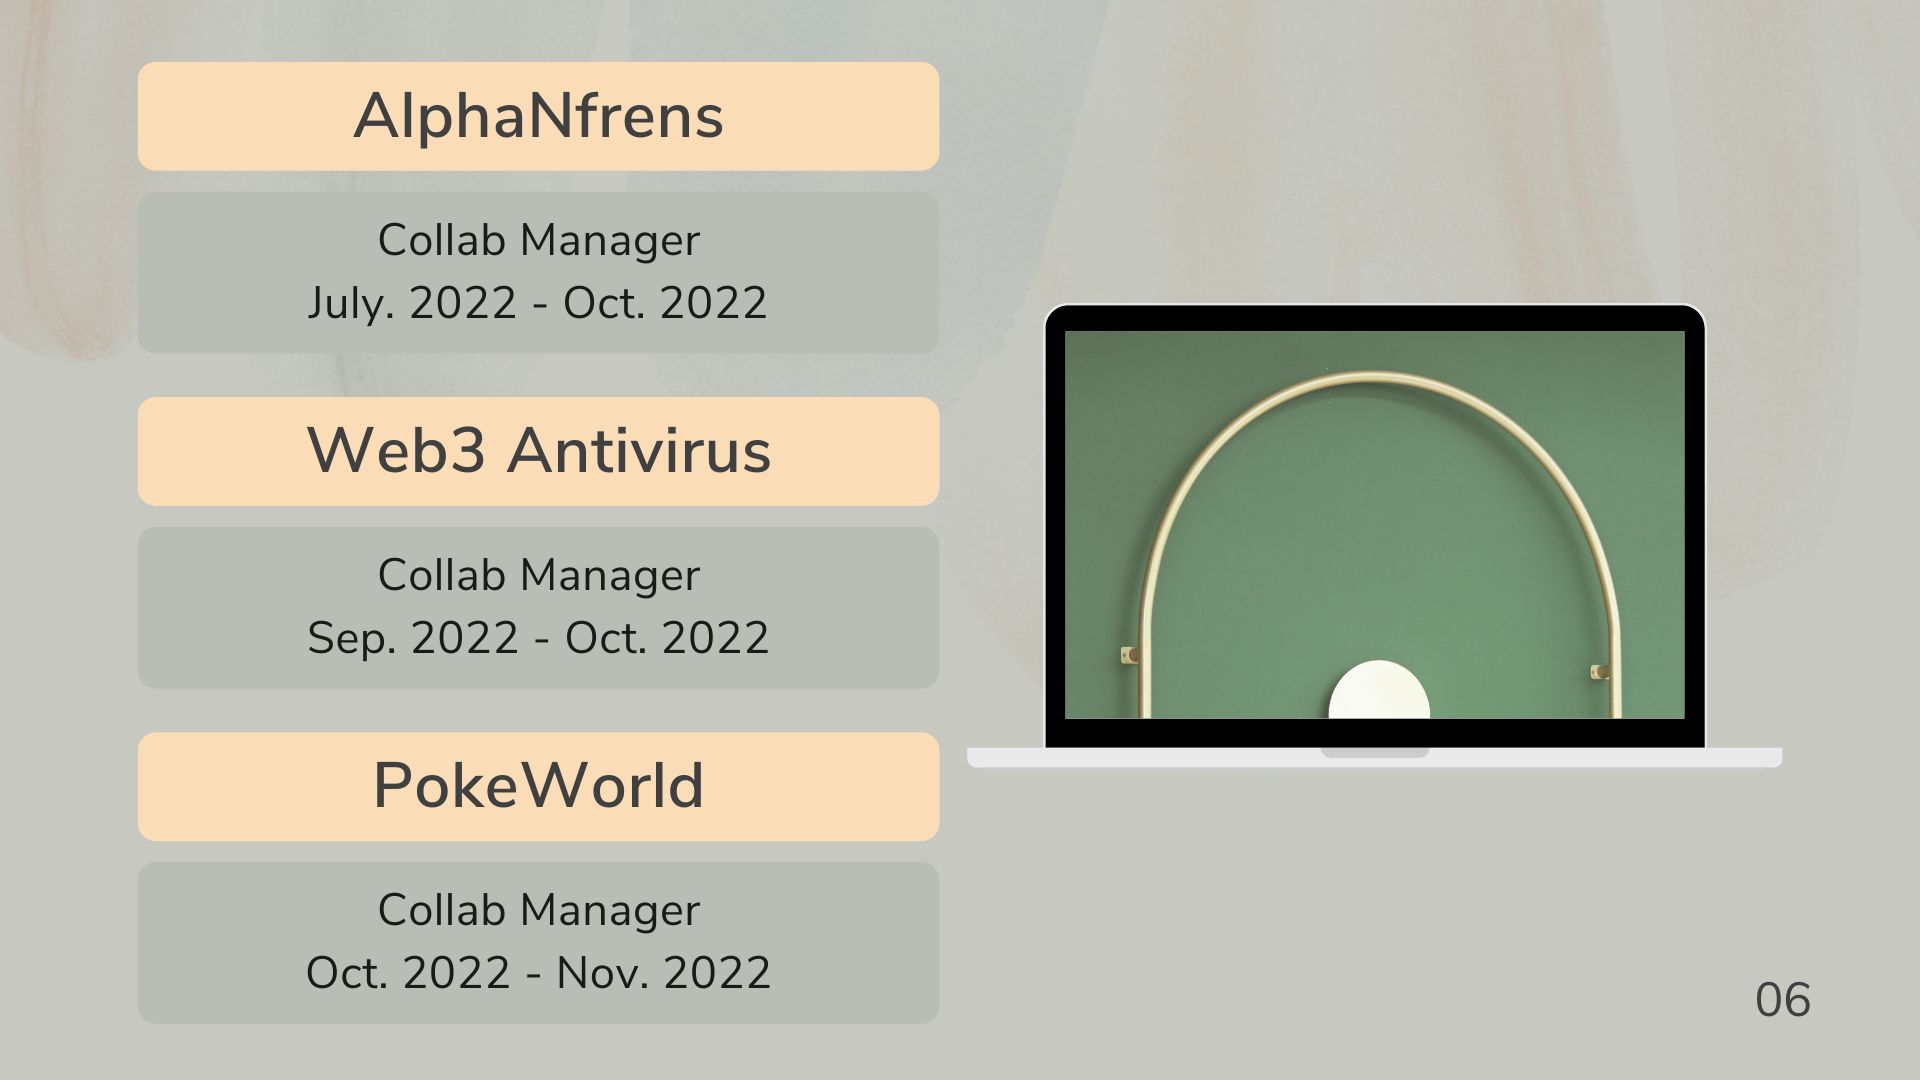 AlphaNfrens
Collab Manager
July. 2022 - Oct. 2022
Web3 Antivirus
Collab Manager
Sep. 2022 - Oct. 2022
PokeWorld
Collab Manager
Oct. 2022 - Nov. 2022
06